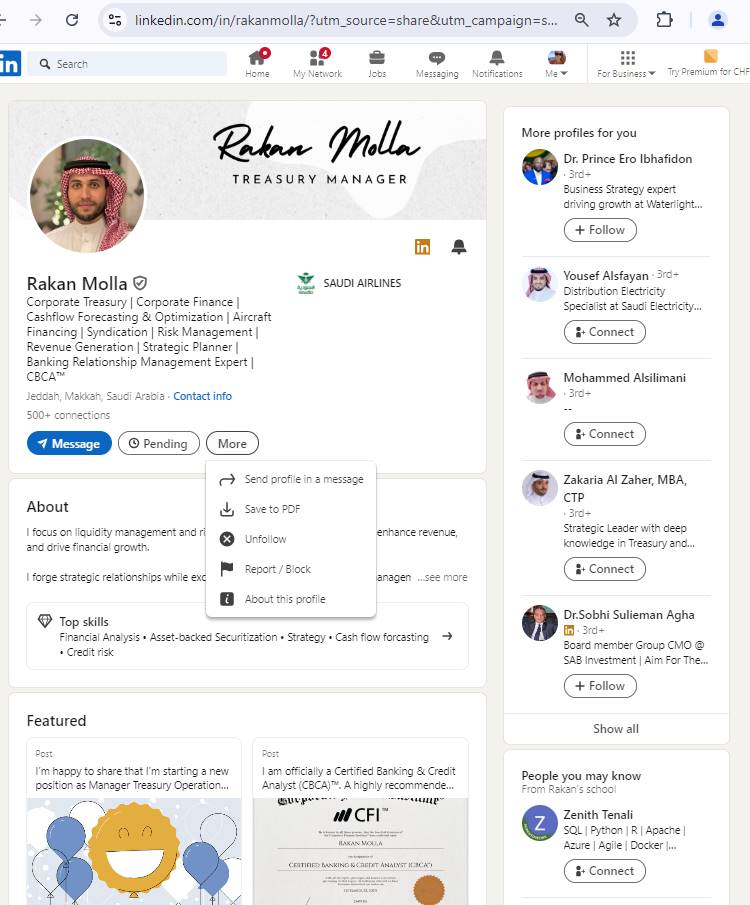 linkedin.com/in/rakanmolla/?utm_source=share&utm_campaign=s...
in
Search
Home
4
My Network
Jobs
Messaging
Notifications
Me
For Business
Try Premium for CHF
Rakan Molla
TREASURY MANAGER
in
Rakan Molla
SAUDI AIRLINES
Corporate Treasury | Corporate Finance |
Cashflow Forecasting & Optimization | Aircraft
Financing | Syndication | Risk Management |
Revenue Generation | Strategic Planner |
Banking Relationship Management Expert |
CBCA™
Jeddah, Makkah, Saudi Arabia · Contact info
500+ connections
Message
Pending
More
Send profile in a message
Save to PDF
Unfollow
Report / Block
About this profile
About
I focus on liquidity management and ri enhance revenue,
and drive financial growth.
I forge strategic relationships while exc anagen ...see more
Top skills
Financial Analysis • Asset-backed Securitization • Strategy • Cash flow forcasting
• Credit risk
Featured
Post
I'm happy to share that I'm starting a new
position as Manager Treasury Operation...
Post
I am officially a Certified Banking & Credit
Analyst (CBCA)™. A highly recommende...
CFI™
RAKAN MOLLA
CERTIFIED BANKING & CREDIT ANALYST (CBCA)
More profiles for you
Dr. Prince Ero Ibhafidon
· 3rd+
Business Strategy expert
driving growth at Waterlight...
+ Follow
Yousef Alsfayan · 3rd+
Distribution Electricity
Specialist at Saudi Electricity...
Connect
Mohammed Alsilimani
· 3rd+
--
Connect
Zakaria Al Zaher, MBA,
CTP
· 3rd+
Strategic Leader with deep
knowledge in Treasury and...
Connect
Dr.Sobhi Sulieman Agha
in · 3rd+
Board member Group CMO @
SAB Investment | Aim For The...
+ Follow
Show all
People you may know
From Rakan's school
Z
Zenith Tenali
SQL | Python | R | Apache |
Azure | Agile | Docker |...
Connect